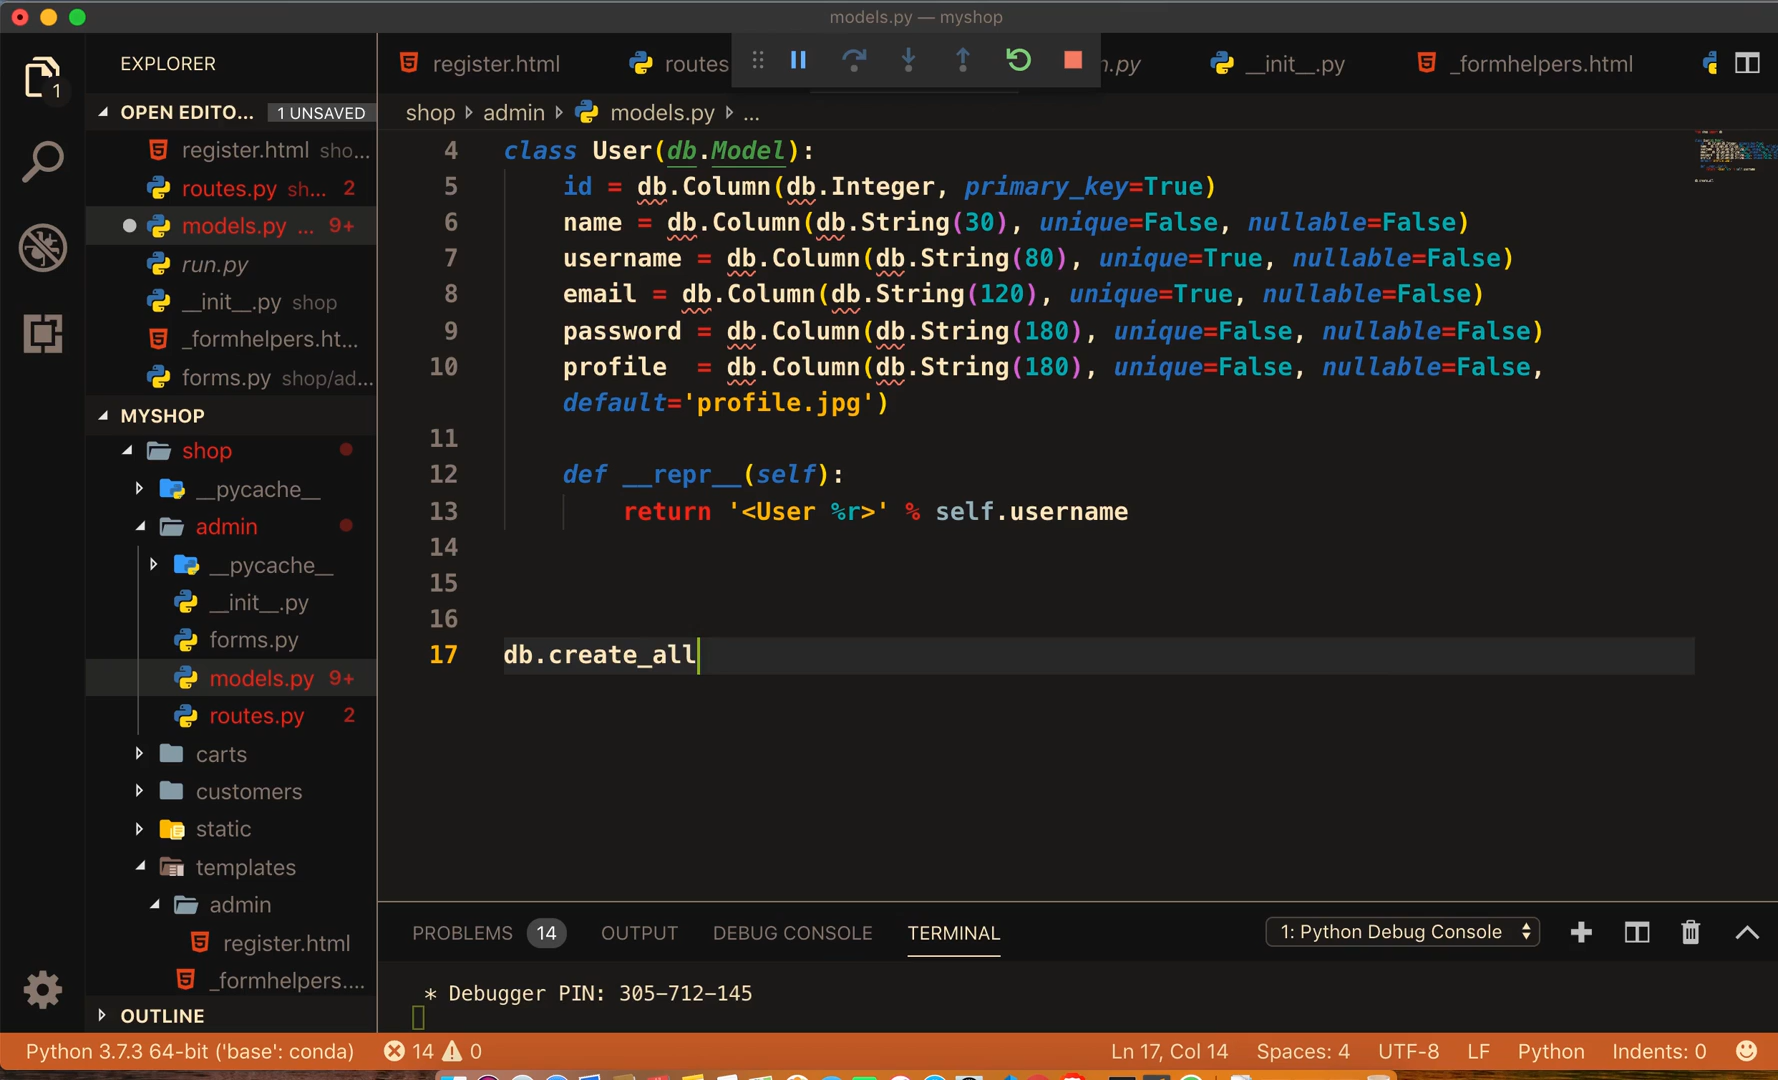 models.py — myshop
EXPLORER
register.html
routes
n.py
__init__.py
_formhelpers.html
OPEN EDITO... 1 UNSAVED
shop admin models.py ...
register.html sho...
routes.py sh... 2
models.py ... 9+
run.py
__init__.py shop
_formhelpers.ht...
forms.py shop/ad...
MYSHOP
shop
__pycache__
admin
__pycache__
__init__.py
forms.py
models.py 9+
routes.py 2
carts
customers
static
templates
admin
register.html
_formhelpers....
OUTLINE
1
4 class User(db.Model):
5 id = db.Column(db.Integer, primary_key=True)
6 name = db.Column(db.String(30), unique=False, nullable=False)
7 username = db.Column(db.String(80), unique=True, nullable=False)
8 email = db.Column(db.String(120), unique=True, nullable=False)
9 password = db.Column(db.String(180), unique=False, nullable=False)
10 profile  = db.Column(db.String(180), unique=False, nullable=False,
default='profile.jpg')
11
12 def __repr__(self):
13 return '<User %r>' % self.username
14
15
16
17 db.create_all
PROBLEMS 14 OUTPUT DEBUG CONSOLE TERMINAL 1: Python Debug Console
* Debugger PIN: 305-712-145
Python 3.7.3 64-bit ('base': conda) 14 0 Ln 17, Col 14 Spaces: 4 UTF-8 LF Python Indents: 0